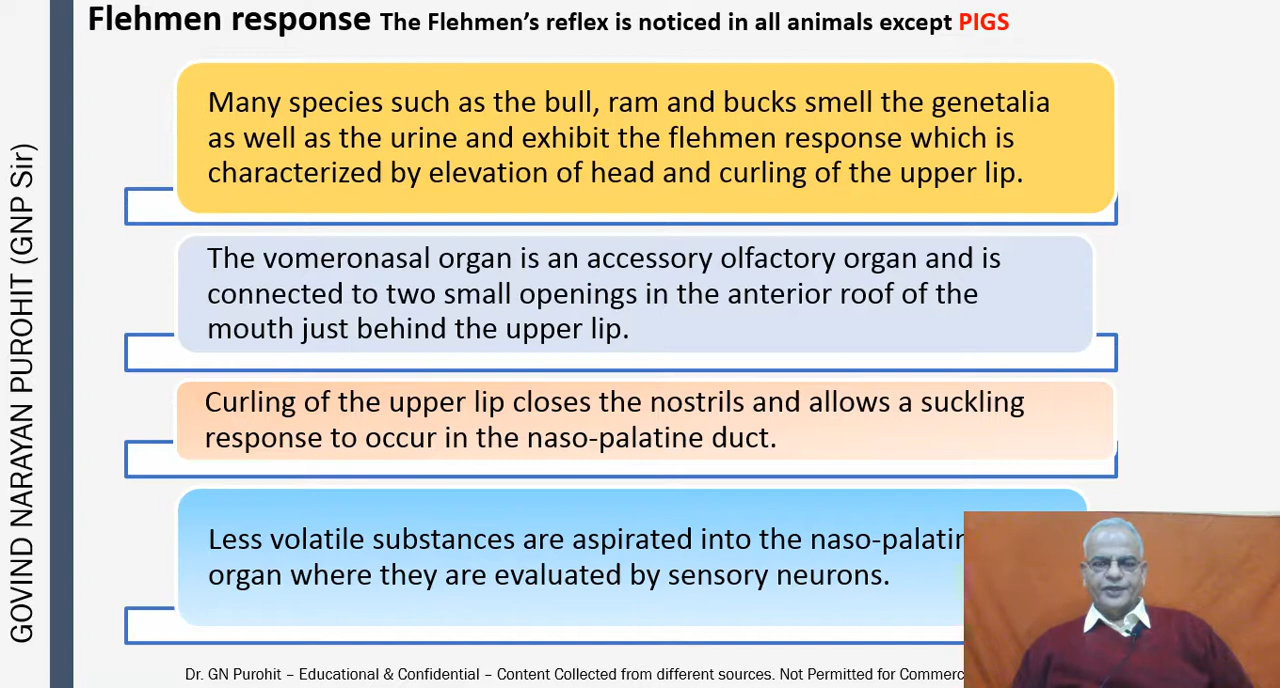 Flehmen response The Flehmen's reflex is noticed in all animals except PIGS
Many species such as the bull, ram and bucks smell the genetalia
as well as the urine and exhibit the flehmen response which is
characterized by elevation of head and curling of the upper lip.
The vomeronasal organ is an accessory olfactory organ and is
connected to two small openings in the anterior roof of the
mouth just behind the upper lip.
Curling of the upper lip closes the nostrils and allows a suckling
response to occur in the naso-palatine duct.
Less volatile substances are aspirated into the
organ where they are evaluated by sensory neurons.
Dr. GN Purohit – Educational & Confidential – Content Collected from different sources. Not Permitted for
GOVIND NARAYAN PUROHIT (GNP Sir)